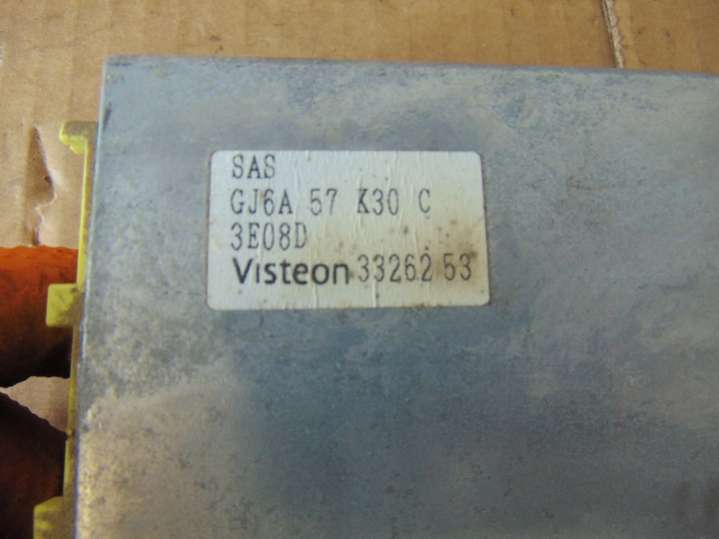 SAS
GJ6A 57 K30 C
3E08D
Visteon 33262 53